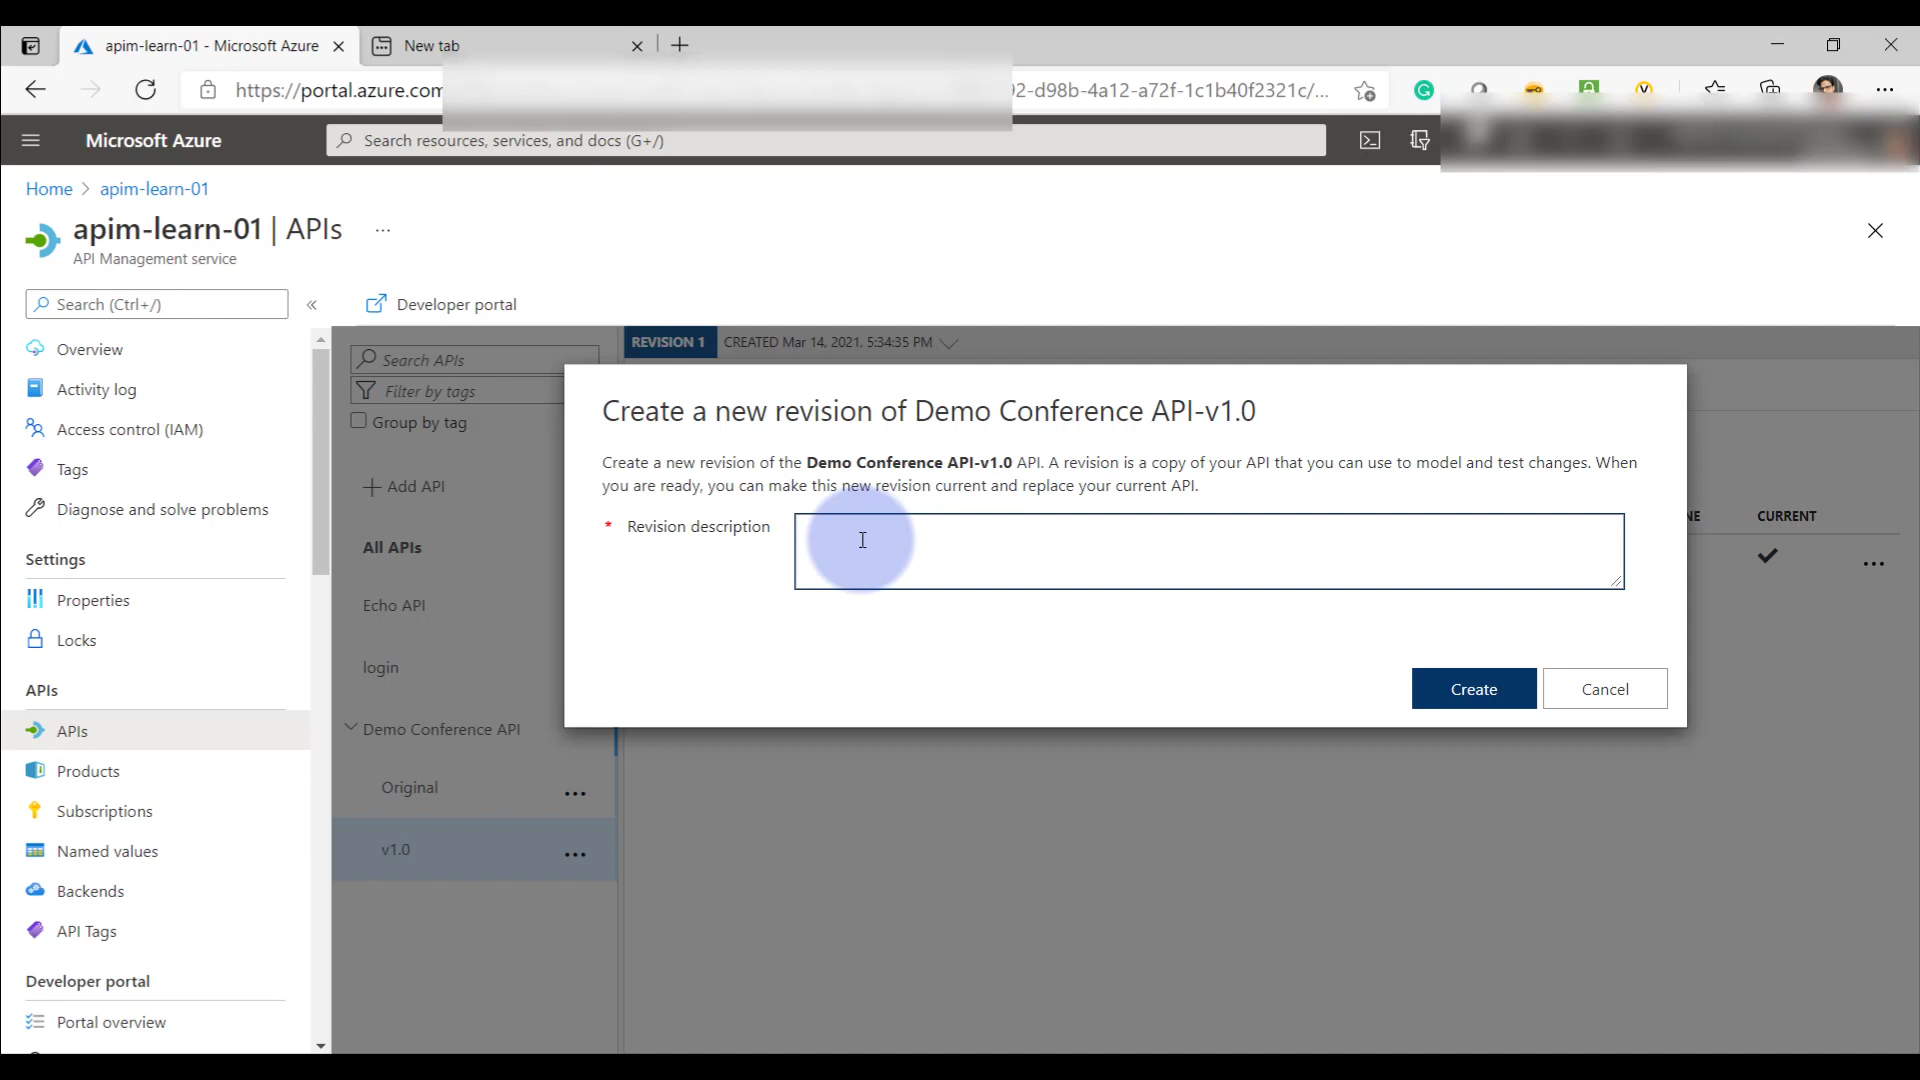 apim-learn-01 - Microsoft Azure
New tab
https://portal.azure.com
92-d98b-4a12-a72f-1c1b40f2321c/...
Microsoft Azure
Search resources, services, and docs (G+/)
Home > apim-learn-01
apim-learn-01 | APIs
...
API Management service
Search (Ctrl+/)
«
Developer portal
Overview
Activity log
Access control (IAM)
Tags
Diagnose and solve problems
Settings
Properties
Locks
APIs
APIs
Products
Subscriptions
Named values
Backends
API Tags
Developer portal
Portal overview
Search APIs
Filter by tags
Group by tag
+ Add API
All APIs
Echo API
login
Demo Conference API
Original
...
v1.0
...
REVISION 1 CREATED Mar 14, 2021, 5:34:35 PM
Create a new revision of Demo Conference API-v1.0
Create a new revision of the Demo Conference API-v1.0 API. A revision is a copy of your API that you can use to model and test changes. When
you are ready, you can make this new revision current and replace your current API.
* Revision description
Create
Cancel
NE
CURRENT
...